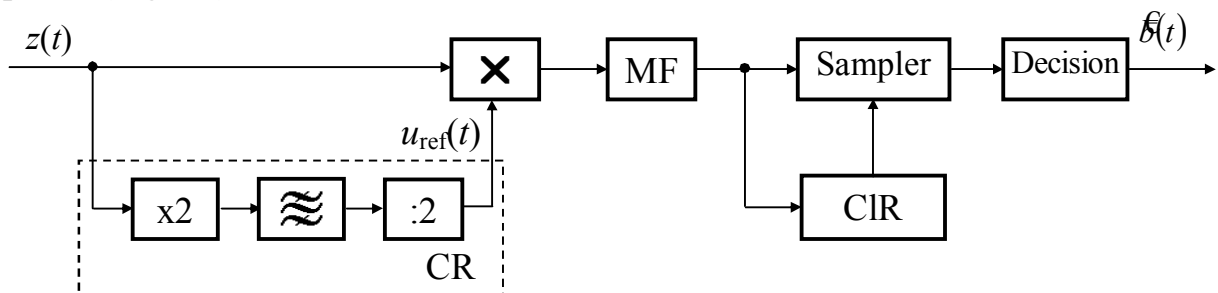 z(t)
MF
Sampler
Decision
u_ref(t)
x2
:2
CR
ClR